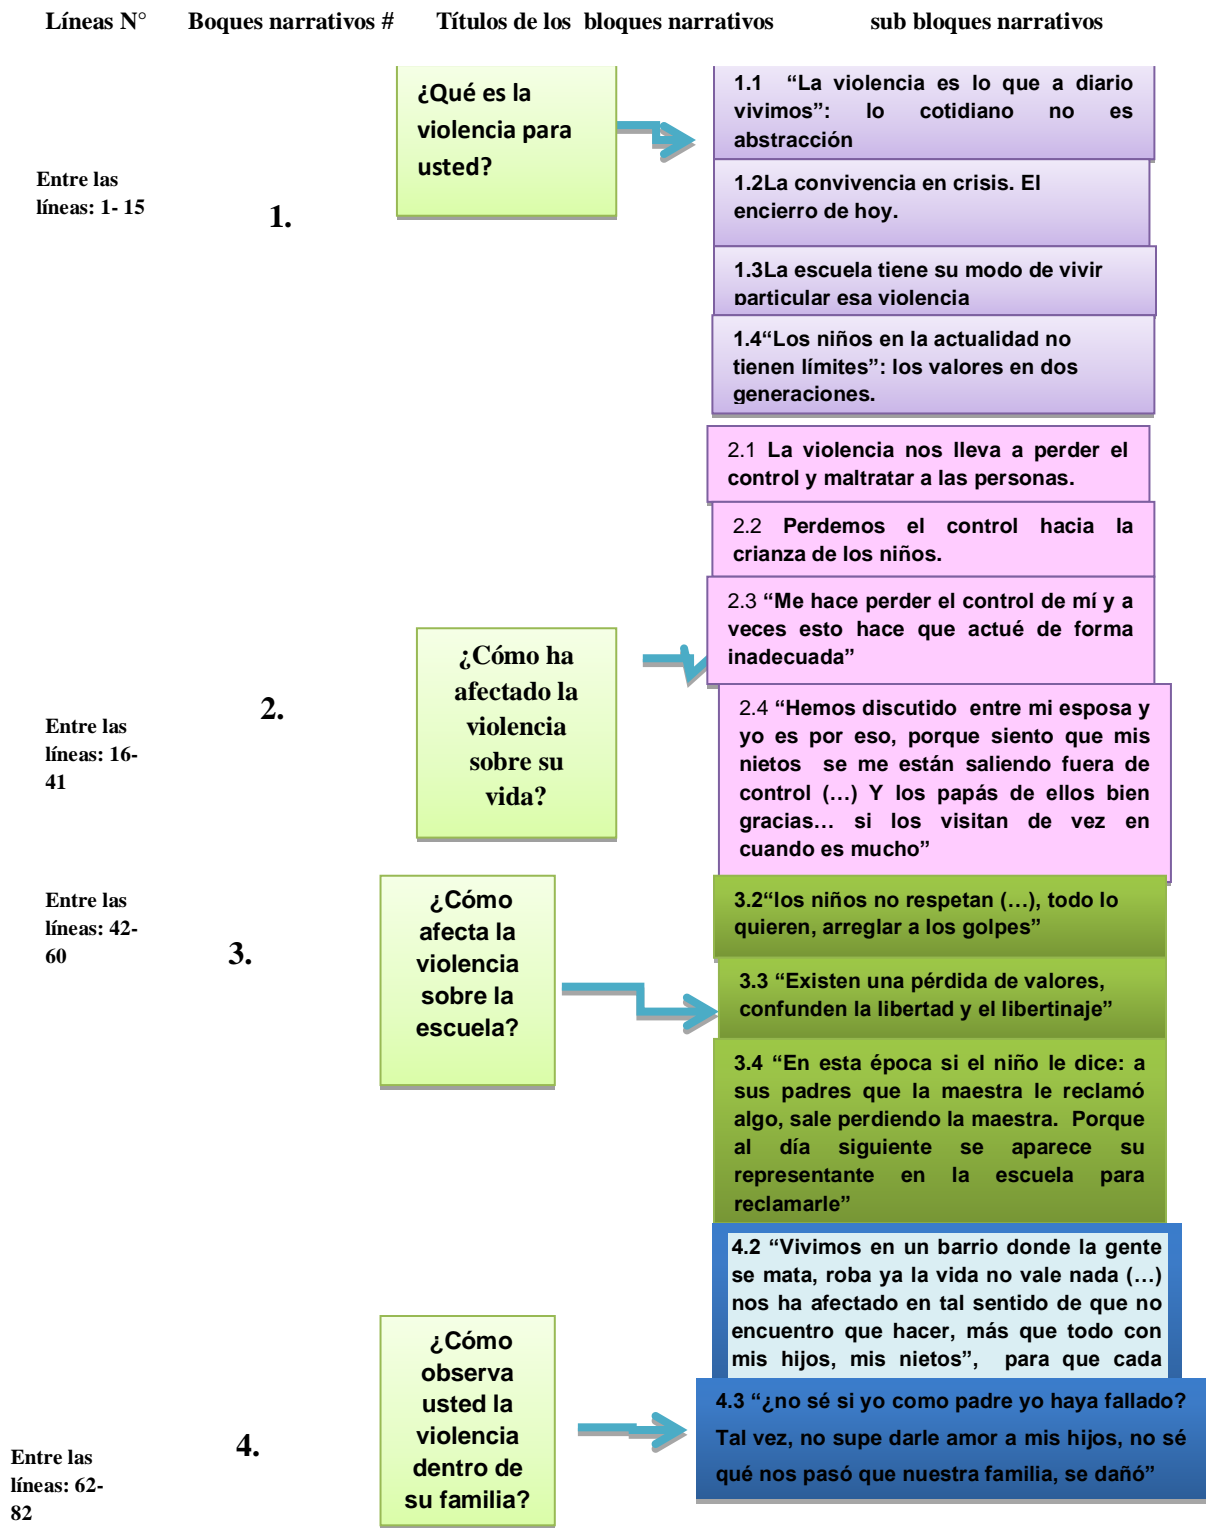 Líneas N° Boques narrativos # Títulos de los bloques narrativos sub bloques narrativos
Entre las
líneas: 1- 15
1.
¿Qué es la
violencia para
usted?
1.1 “La violencia es lo que a diario
vivimos”: lo cotidiano no es
abstracción
1.2La convivencia en crisis. El
encierro de hoy.
1.3La escuela tiene su modo de vivir
particular esa violencia
1.4“Los niños en la actualidad no
tienen límites”: los valores en dos
generaciones.
Entre las
líneas: 16-
41
2.
¿Cómo ha
afectado la
violencia
sobre su
vida?
2.1 La violencia nos lleva a perder el
control y maltratar a las personas.
2.2 Perdemos el control hacia la
crianza de los niños.
2.3 “Me hace perder el control de mí y a
veces esto hace que actué de forma
inadecuada”
2.4 “Hemos discutido entre mi esposa y
yo es por eso, porque siento que mis
nietos se me están saliendo fuera de
control (…) Y los papás de ellos bien
gracias… si los visitan de vez en
cuando es mucho”
Entre las
líneas: 42-
60
3.
¿Cómo
afecta la
violencia
sobre la
escuela?
3.2“los niños no respetan (…), todo lo
quieren, arreglar a los golpes”
3.3 “Existen una pérdida de valores,
confunden la libertad y el libertinaje”
3.4 “En esta época si el niño le dice: a
sus padres que la maestra le reclamó
algo, sale perdiendo la maestra. Porque
al día siguiente se aparece su
representante en la escuela para
reclamarle”
Entre las
líneas: 62-
82
4.
¿Cómo
observa
usted la
violencia
dentro de
su familia?
4.2 “Vivimos en un barrio donde la gente
se mata, roba ya la vida no vale nada (…)
nos ha afectado en tal sentido de que no
encuentro que hacer, más que todo con
mis hijos, mis nietos”, para que cada
4.3 “¿no sé si yo como padre yo haya fallado?
Tal vez, no supe darle amor a mis hijos, no sé
qué nos pasó que nuestra familia, se dañó”